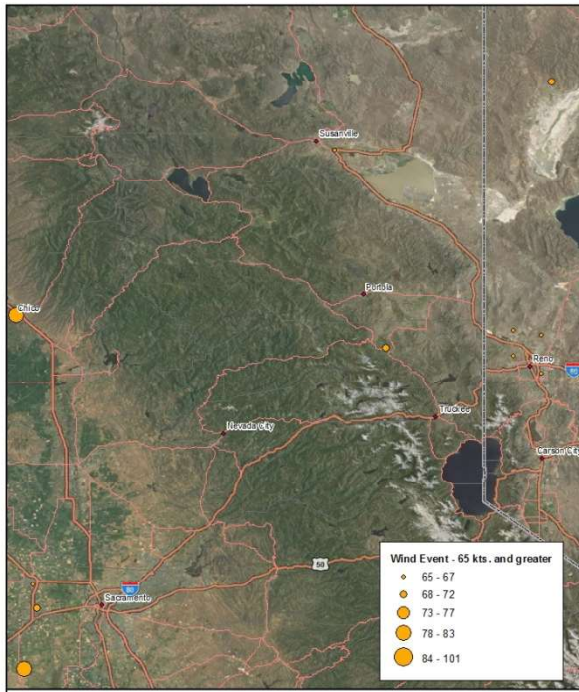 Susanville
Portola
Chico
Reno
80
Truckee
Nevada City
Carson City
50
80
Sacramento
Wind Event - 65 kts. and greater
65 - 67
68 - 72
73 - 77
78 - 83
84 - 101